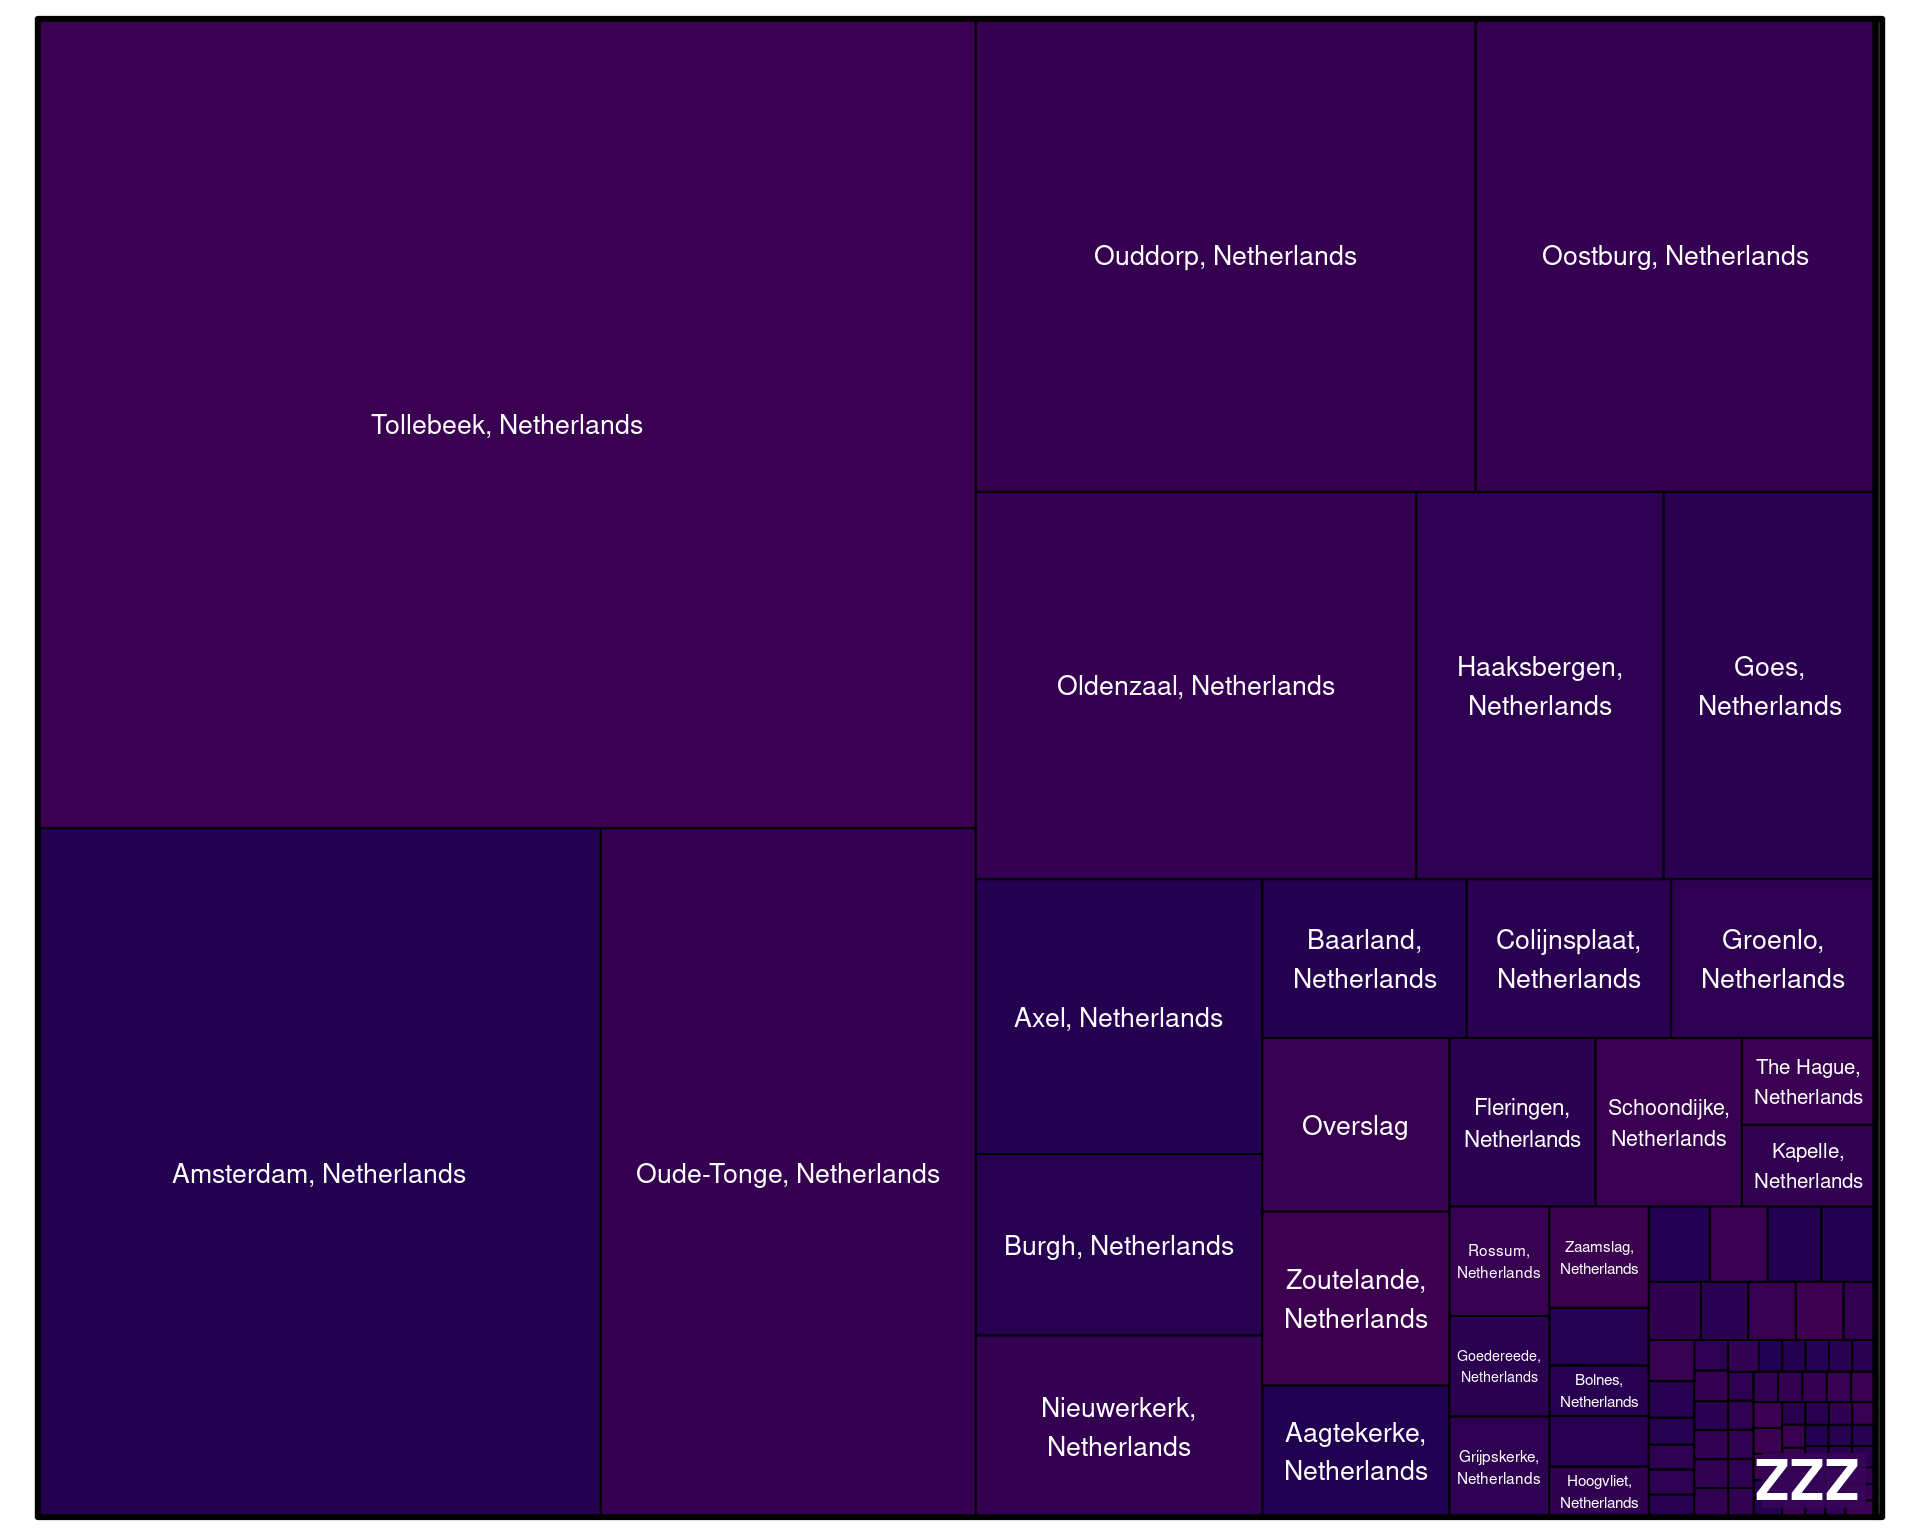 Tollebeek, Netherlands
Ouddorp, Netherlands
Oostburg, Netherlands
Oldenzaal, Netherlands
Haaksbergen,
Netherlands
Goes,
Netherlands
Amsterdam, Netherlands
Oude-Tonge, Netherlands
Axel, Netherlands
Burgh, Netherlands
Nieuwerkerk,
Netherlands
Baarland,
Netherlands
Colijnsplaat,
Netherlands
Groenlo,
Netherlands
Overslag
Zoutelande,
Netherlands
Aagtekerke,
Netherlands
Fleringen,
Netherlands
Schoondijke,
Netherlands
The Hague,
Netherlands
Kapelle,
Netherlands
Rossum,
Netherlands
Goedereede,
Netherlands
Grijpskerke,
Netherlands
Zaamslag,
Netherlands
Bolnes,
Netherlands
Hoogvliet,
Netherlands
ZZZ